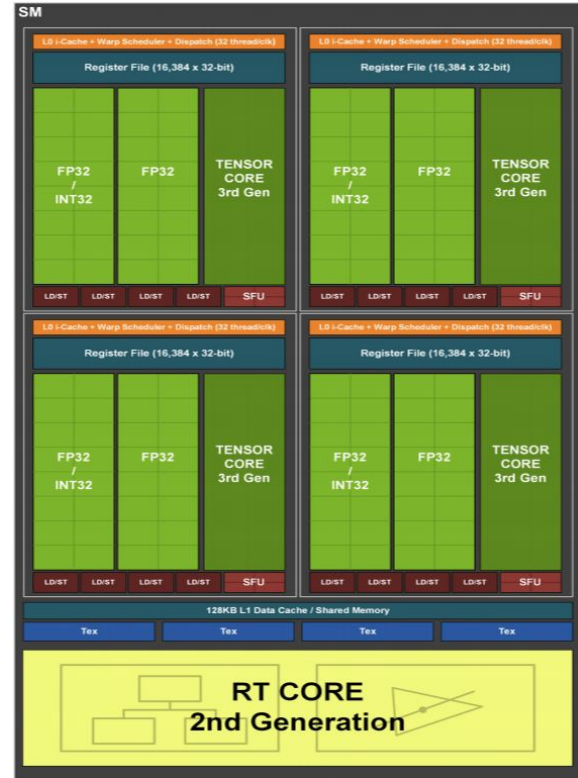 SM
L0 i-Cache + Warp Scheduler + Dispatch (32 thread/clk)
Register File (16,384 x 32-bit)
FP32
/
INT32
FP32
TENSOR
CORE
3rd Gen
LD/ST
LD/ST
LD/ST
LD/ST
SFU
L0 i-Cache + Warp Scheduler + Dispatch (32 thread/clk)
Register File (16,384 x 32-bit)
FP32
/
INT32
FP32
TENSOR
CORE
3rd Gen
LD/ST
LD/ST
LD/ST
LD/ST
SFU
L0 i-Cache + Warp Scheduler + Dispatch (32 thread/clk)
Register File (16,384 x 32-bit)
FP32
/
INT32
FP32
TENSOR
CORE
3rd Gen
LD/ST
LD/ST
LD/ST
LD/ST
SFU
L0 i-Cache + Warp Scheduler + Dispatch (32 thread/clk)
Register File (16,384 x 32-bit)
FP32
/
INT32
FP32
TENSOR
CORE
3rd Gen
LD/ST
LD/ST
LD/ST
LD/ST
SFU
128KB L1 Data Cache / Shared Memory
Tex
Tex
Tex
Tex
RT CORE
2nd Generation